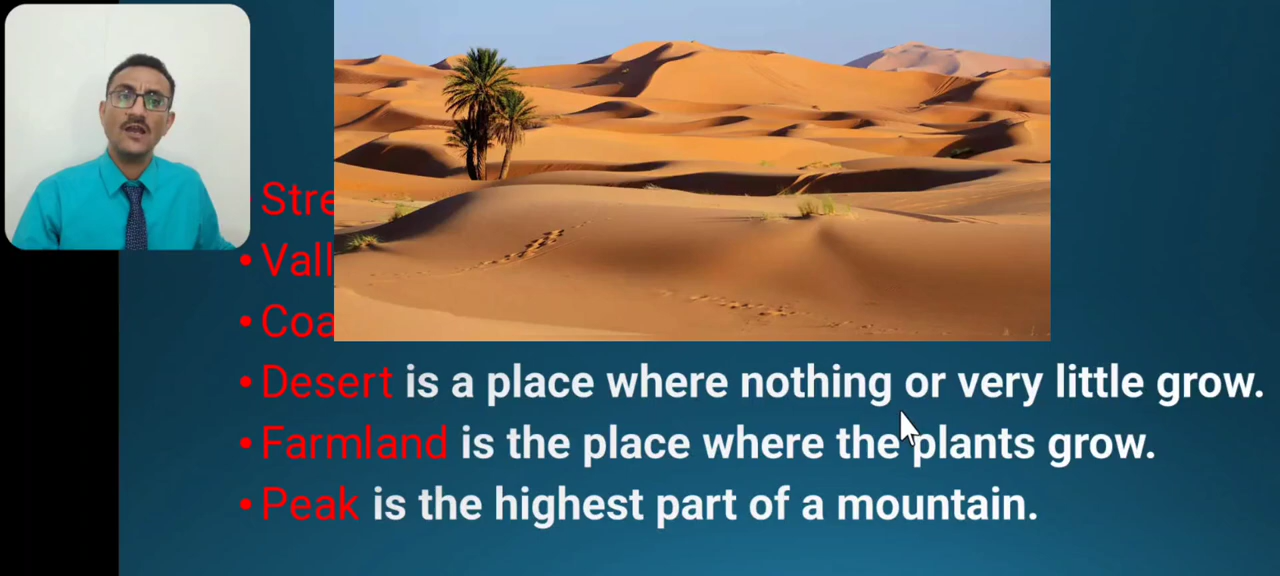 Stre
• Vall
• Coa
• Desert is a place where nothing or very little grow.
• Farmland is the place where the plants grow.
• Peak is the highest part of a mountain.